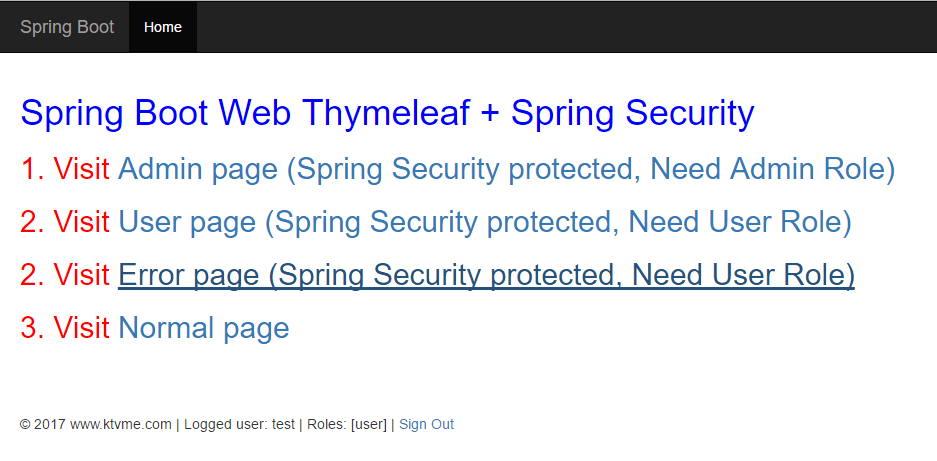 Spring Boot Home
Spring Boot Web Thymeleaf + Spring Security
1. Visit Admin page (Spring Security protected, Need Admin Role)
2. Visit User page (Spring Security protected, Need User Role)
2. Visit Error page (Spring Security protected, Need User Role)
3. Visit Normal page
© 2017 www.ktvme.com | Logged user: test | Roles: [user] | Sign Out